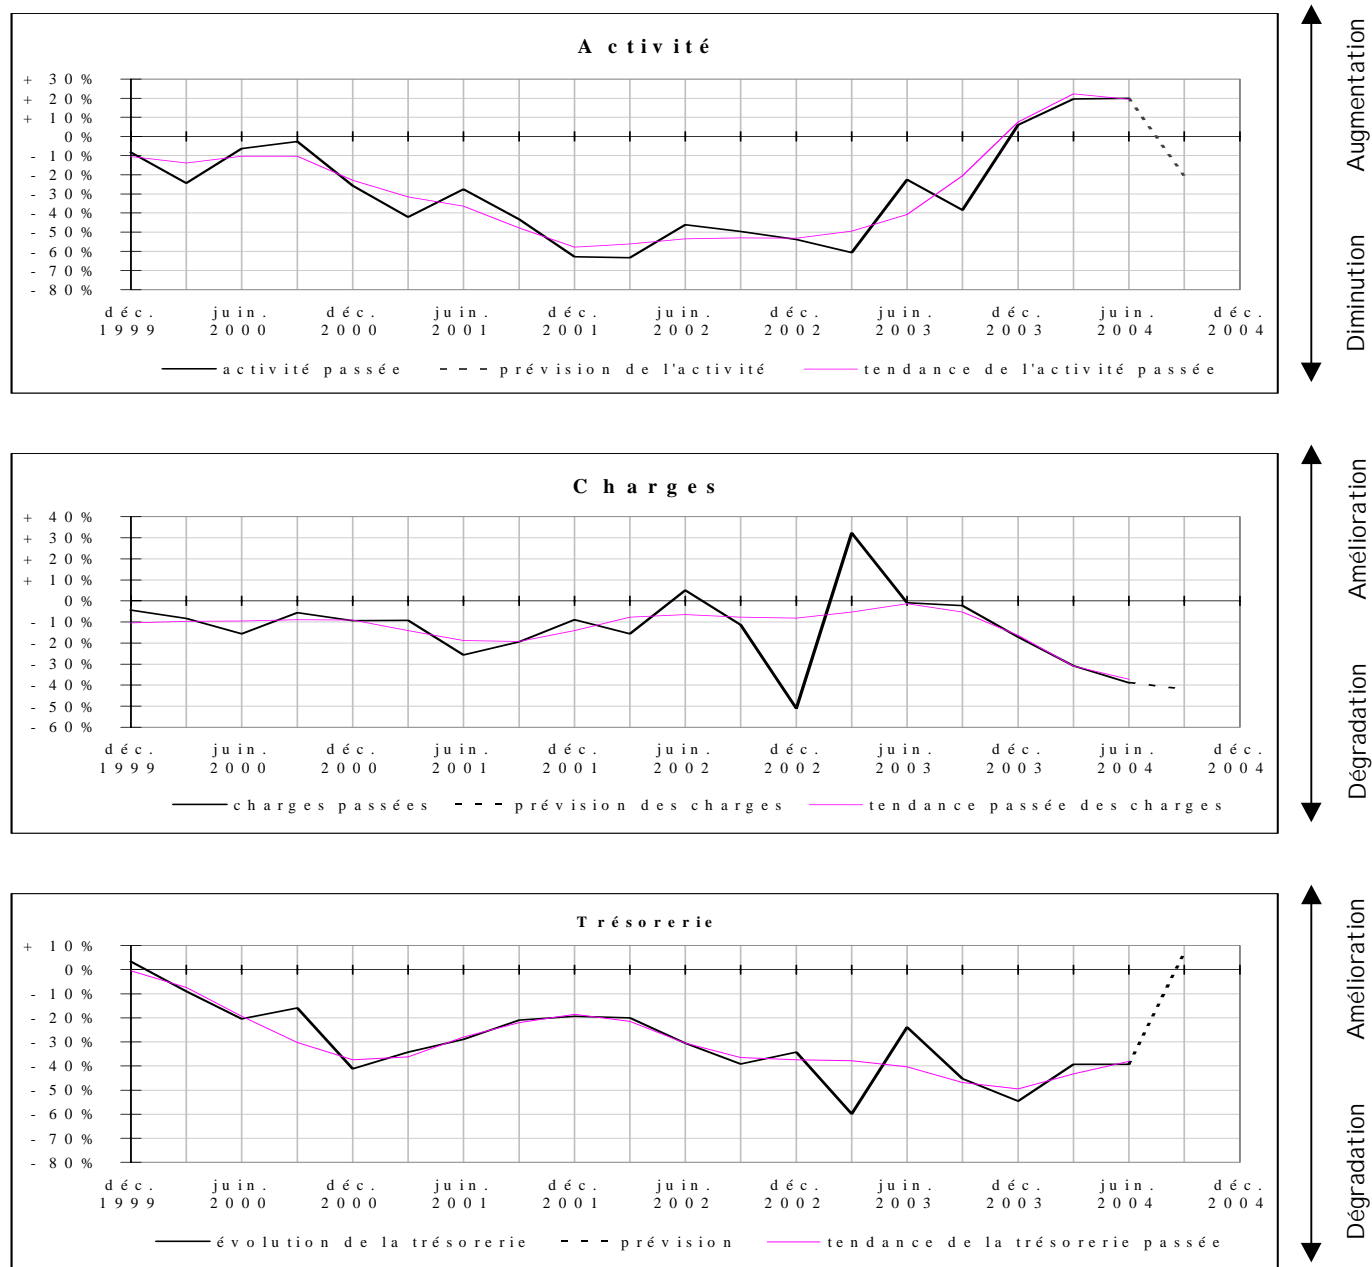 Activité
+ 30%
+ 20%
+ 10%
0%
- 10%
- 20%
- 30%
- 40%
- 50%
- 60%
- 70%
- 80%
déc. 1999 juin. 2000 déc. 2000 juin. 2001 déc. 2001 juin. 2002 déc. 2002 juin. 2003 déc. 2003 juin. 2004 déc. 2004
activité passée prévision de l'activité tendance de l'activité passée
Augmentation
Diminution
Charges
+ 40%
+ 30%
+ 20%
+ 10%
0%
- 10%
- 20%
- 30%
- 40%
- 50%
- 60%
déc. 1999 juin. 2000 déc. 2000 juin. 2001 déc. 2001 juin. 2002 déc. 2002 juin. 2003 déc. 2003 juin. 2004 déc. 2004
charges passées prévision des charges tendance passée des charges
Amélioration
Dégradation
Trésorerie
+ 10%
0%
- 10%
- 20%
- 30%
- 40%
- 50%
- 60%
- 70%
- 80%
déc. 1999 juin. 2000 déc. 2000 juin. 2001 déc. 2001 juin. 2002 déc. 2002 juin. 2003 déc. 2003 juin. 2004 déc. 2004
évolution de la trésorerie prévision tendance de la trésorerie passée
Amélioration
Dégradation